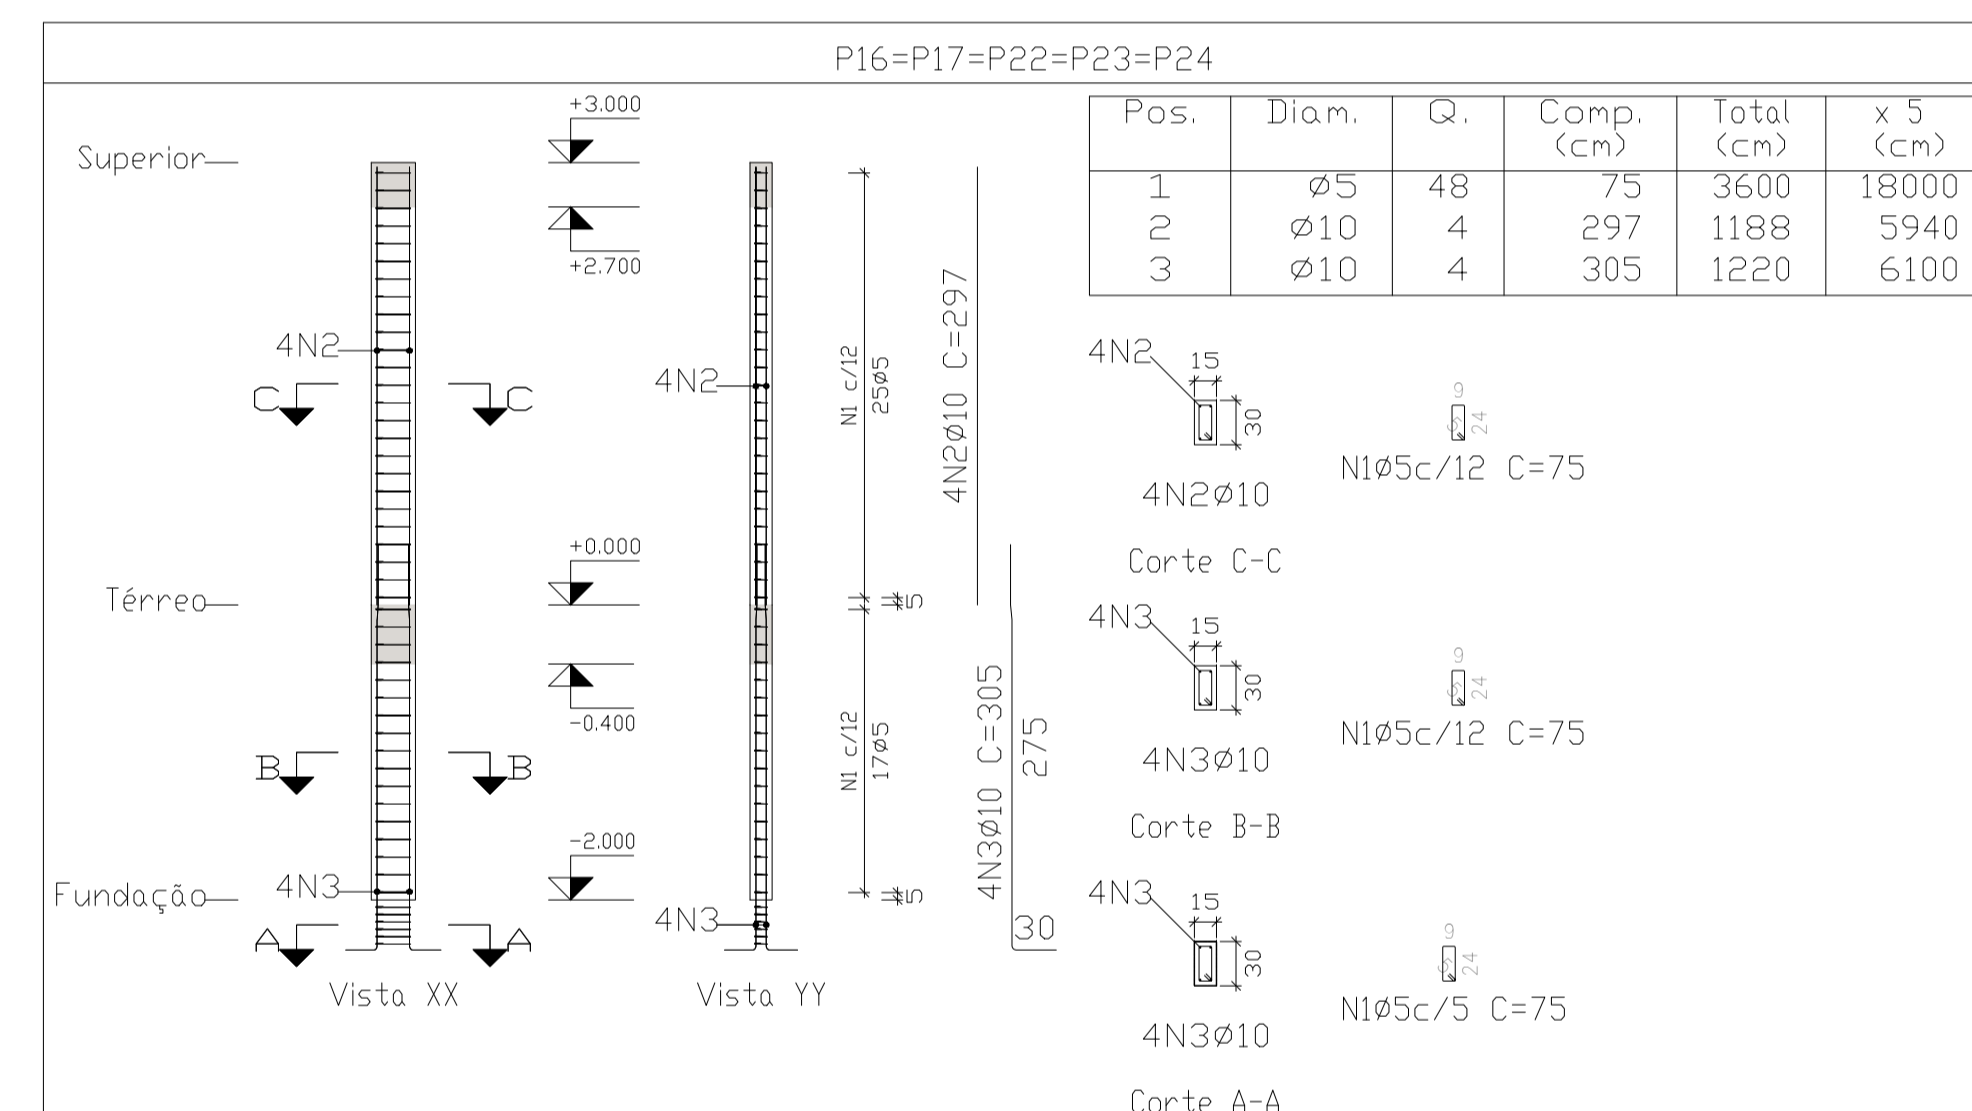 P16=P17=P22=P23=P24
Pos. Diam. Q. Comp. (cm) Total (cm) x 5 (cm)
1 Ø5 48 75 3600 18000
2 Ø10 4 297 1188 5940
3 Ø10 4 305 1220 6100
Superior
Térreo
Fundação
4N2
C C
B B
4N3
A A
Vista XX
+3.000
+2.700
+0.000
-0.400
-2.000
4N2
4N3
Vista YY
N1 c/12
25ø5
5
N1 c/12
17ø5
5
4N2ø10 C=297
4N3ø10 C=305
275
30
4N2
15
30
4N2ø10
Corte C-C
9
24
N1ø5c/12 C=75
4N3
15
30
4N3ø10
Corte B-B
9
24
N1ø5c/12 C=75
4N3
15
30
4N3ø10
Corte A-A
9
24
N1ø5c/5 C=75